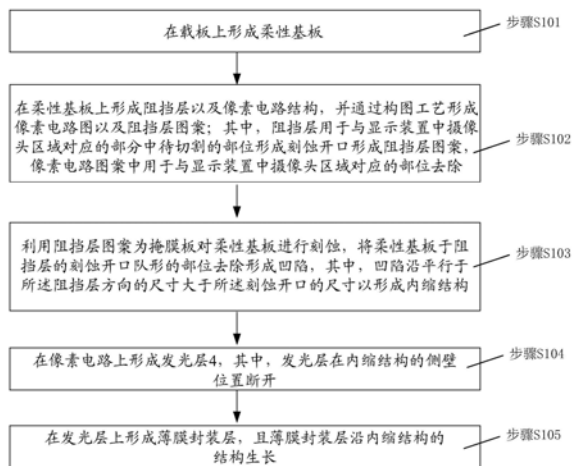 在载板上形成柔性基板
步骤S101
在柔性基板上形成阻挡层以及像素电路结构，并通过构图工艺形成
像素电路图以及阻挡层图案；其中，阻挡层用于与显示装置中摄像
头区域对应的部分中待切割的部位形成刻蚀开口形成阻挡层图案，
像素电路图案中用于与显示装置中摄像头区域对应的部位去除
步骤S102
利用阻挡层图案为掩膜板对柔性基板进行刻蚀，将柔性基板于阻
挡层的刻蚀开口队形的部位去除形成凹陷，其中，凹陷沿平行于
所述阻挡层方向的尺寸大于所述刻蚀开口的尺寸以形成内缩结构
步骤S103
在像素电路上形成发光层4，其中，发光层在内缩结构的侧壁
位置断开
步骤S104
在发光层上形成薄膜封装层，且薄膜封装层沿内缩结构的
结构生长
步骤S105